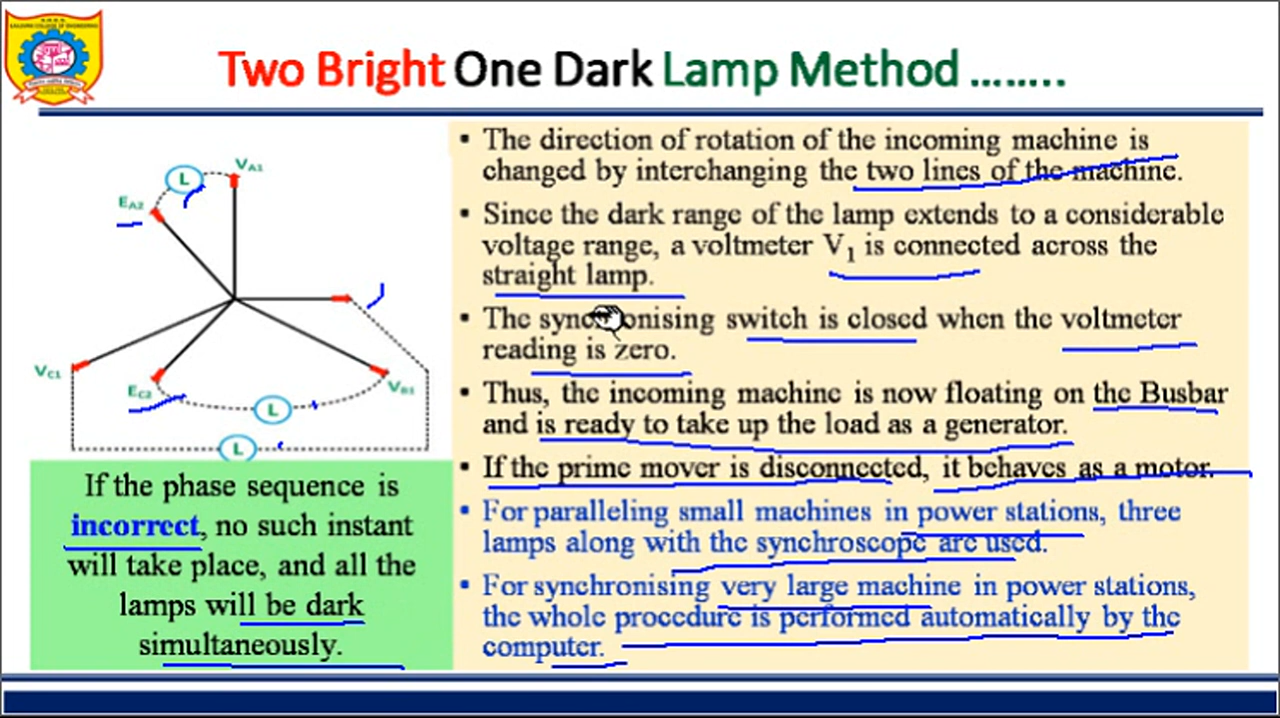 Two Bright One Dark Lamp Method ........
L
V_A1
E_A2
V_C1
E_C2
V_B1
L
L
The direction of rotation of the incoming machine is
changed by interchanging the two lines of the machine.
Since the dark range of the lamp extends to a considerable
voltage range, a voltmeter V1 is connected across the
straight lamp.
The synchronising switch is closed when the voltmeter
reading is zero.
Thus, the incoming machine is now floating on the Busbar
and is ready to take up the load as a generator.
If the prime mover is disconnected, it behaves as a motor.
For paralleling small machines in power stations, three
lamps along with the synchroscope are used.
For synchronising very large machine in power stations,
the whole procedure is performed automatically by the
computer.
If the phase sequence is
incorrect, no such instant
will take place, and all the
lamps will be dark
simultaneously.